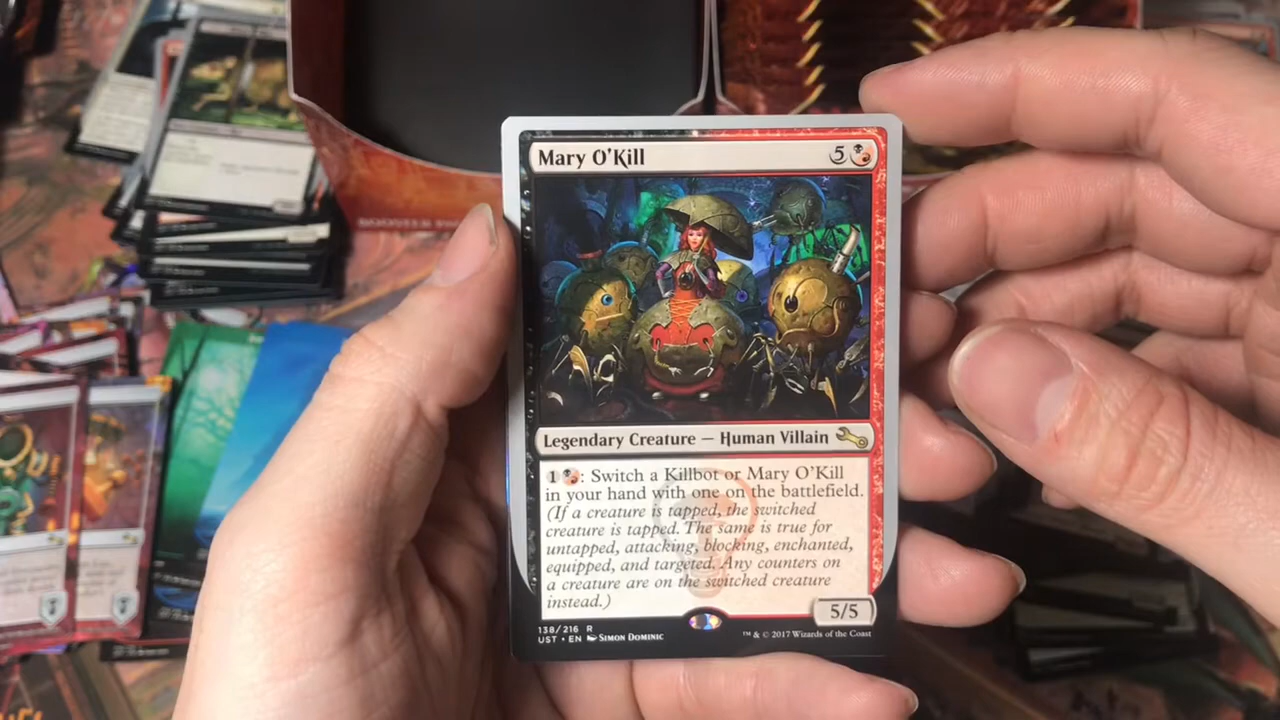 Mary O'Kill 5
Legendary Creature — Human Villain
1 : Switch a Killbot or Mary O'Kill
in your hand with one on the battlefield.
(If a creature is tapped, the switched
creature is tapped. The same is true for
untapped, attacking, blocking, enchanted,
equipped, and targeted. Any counters on
a creature are on the switched creature
instead.)
5/5
138/216 R
UST • EN SIMON DOMINIC
™ & © 2017 Wizards of the Coast